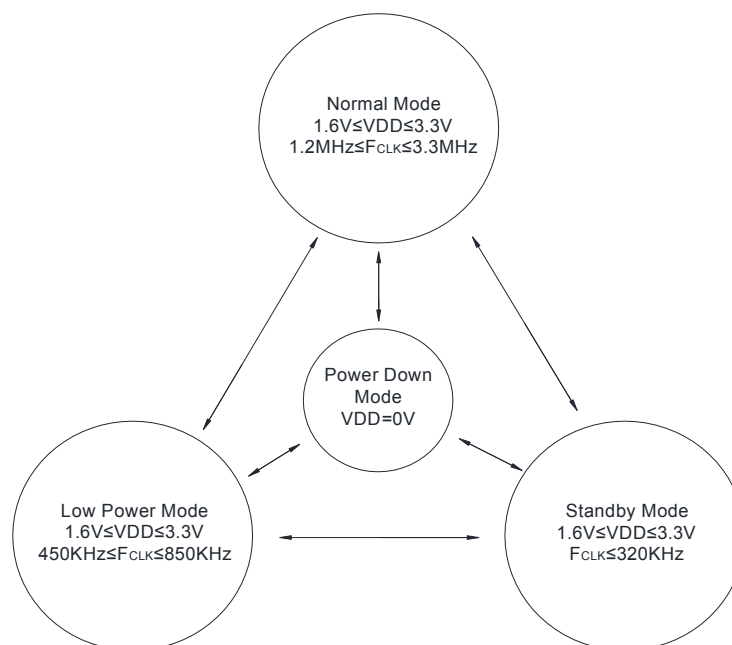 Normal Mode
1.6V≤VDD≤3.3V
1.2MHz≤FCLK≤3.3MHz
Power Down
Mode
VDD=0V
Low Power Mode
1.6V≤VDD≤3.3V
450KHz≤FCLK≤850KHz
Standby Mode
1.6V≤VDD≤3.3V
FCLK≤320KHz